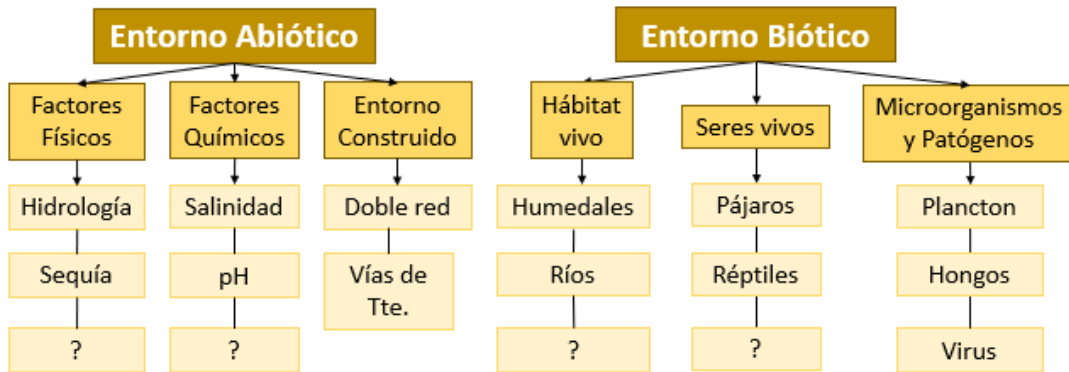 Entorno Abiótico
Entorno Biótico
Factores
Físicos
Factores
Químicos
Entorno
Construido
Hábitat
vivo
Seres vivos
Microorganismos
y Patógenos
Hidrología
Salinidad
Doble red
Humedales
Pájaros
Plancton
Sequía
pH
Vías de
Tte.
Ríos
Réptiles
Hongos
?
?
?
?
Virus